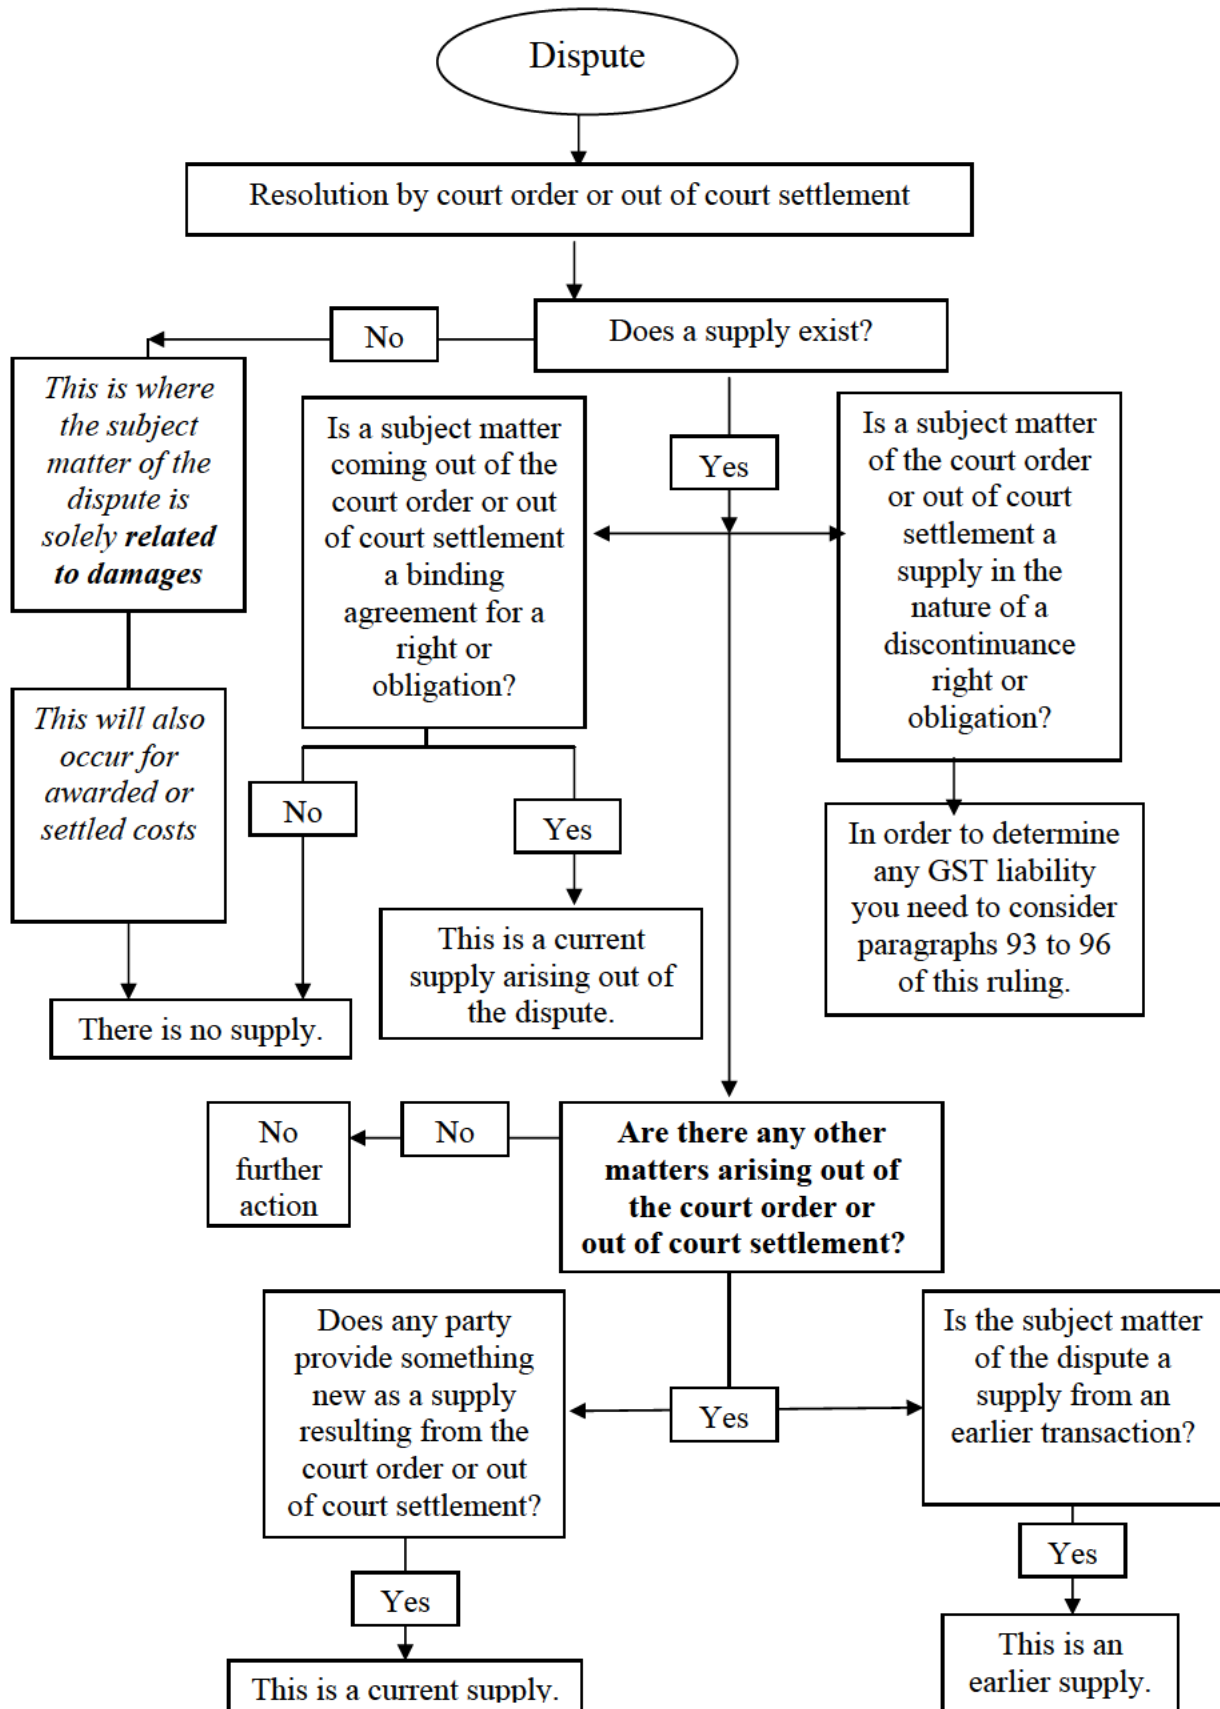 Dispute
Resolution by court order or out of court settlement
Does a supply exist?
No
This is where
the subject
matter of the
dispute is
solely related
to damages
This will also
occur for
awarded or
settled costs
Is a subject matter
coming out of the
court order or out
of court settlement
a binding
agreement for a
right or
obligation?
Yes
Is a subject matter
of the court order
or out of court
settlement a
supply in the
nature of a
discontinuance
right or
obligation?
No
Yes
There is no supply.
This is a current
supply arising out of
the dispute.
In order to determine
any GST liability
you need to consider
paragraphs 93 to 96
of this ruling.
Are there any other
matters arising out of
the court order or
out of court settlement?
No
No
further
action
Yes
Does any party
provide something
new as a supply
resulting from the
court order or out
of court settlement?
Yes
This is a current supply.
Is the subject matter
of the dispute a
supply from an
earlier transaction?
Yes
This is an
earlier supply.